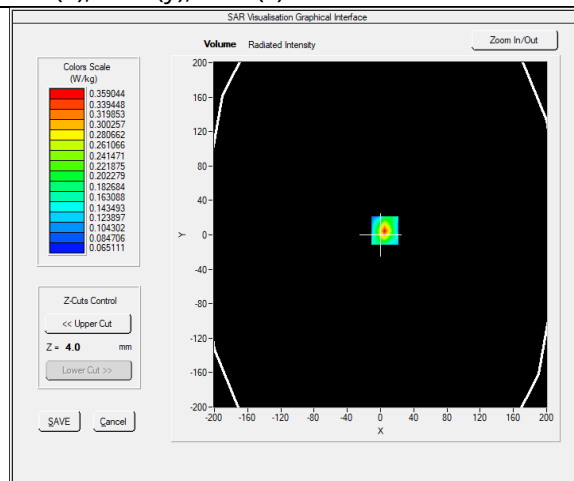 SAR Visualisation Graphical Interface
Volume Radiated Intensity
Zoom In/Out
Colors Scale
(W/kg)
0.359044
0.339448
0.319853
0.300257
0.280662
0.261066
0.241471
0.221875
0.202279
0.182684
0.163088
0.143493
0.123897
0.104302
0.084706
0.065111
200
160
120
80
40
0
-40
-80
-120
-160
-200
Y
-200 -160 -120 -80 -40 0 40 80 120 160 200
X
Z-Cuts Control
<< Upper Cut
Z = 4.0 mm
Lower Cut >>
SAVE Cancel